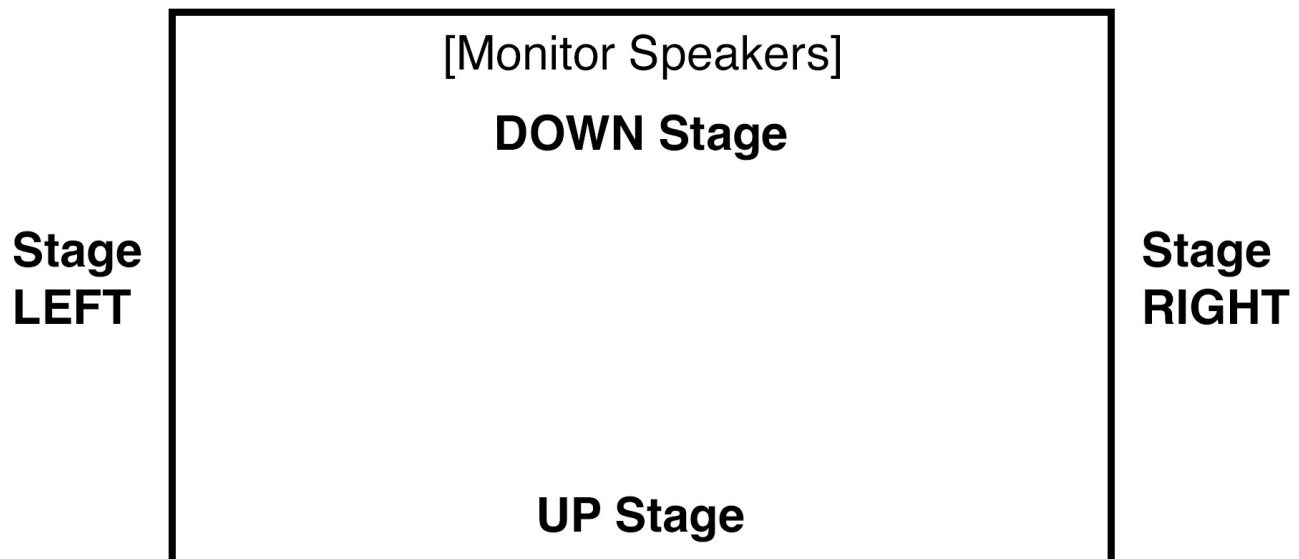 [Monitor Speakers]
DOWN Stage
Stage
LEFT
Stage
RIGHT
UP Stage